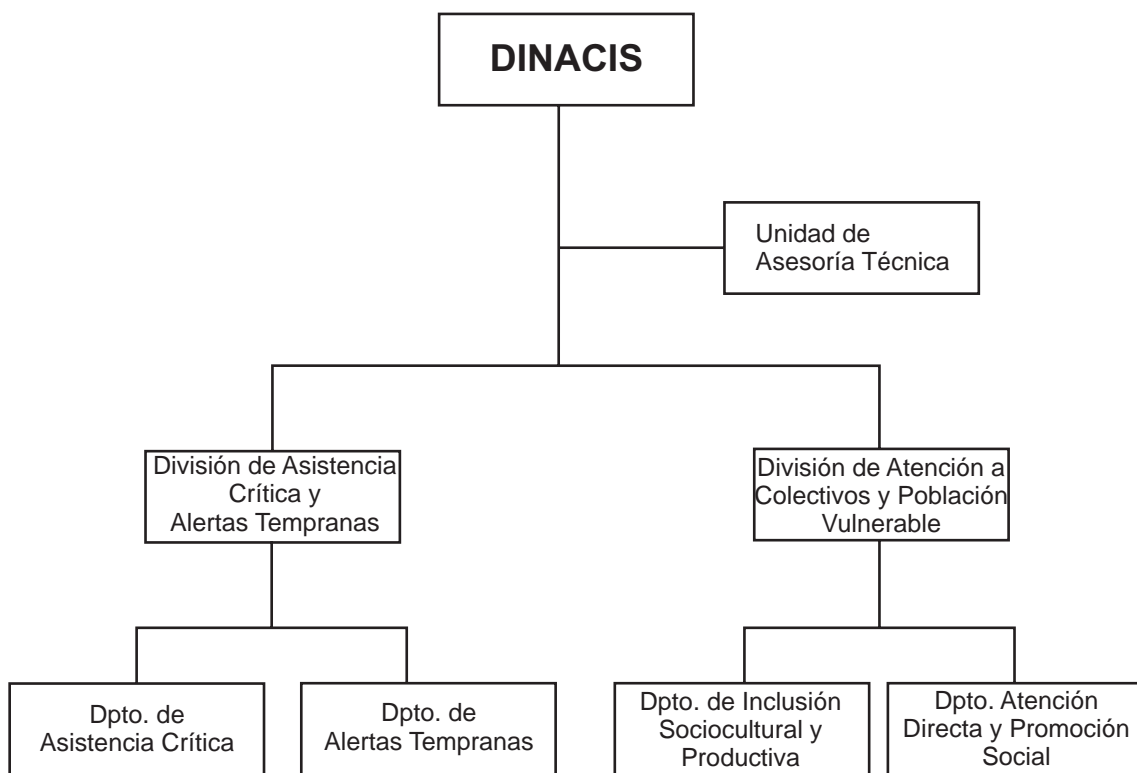 DINACIS
Unidad de
Asesoría Técnica
División de Asistencia
Crítica y
Alertas Tempranas
División de Atención a
Colectivos y Población
Vulnerable
Dpto. de
Asistencia Crítica
Dpto. de
Alertas Tempranas
Dpto. de Inclusión
Sociocultural y
Productiva
Dpto. Atención
Directa y Promoción
Social